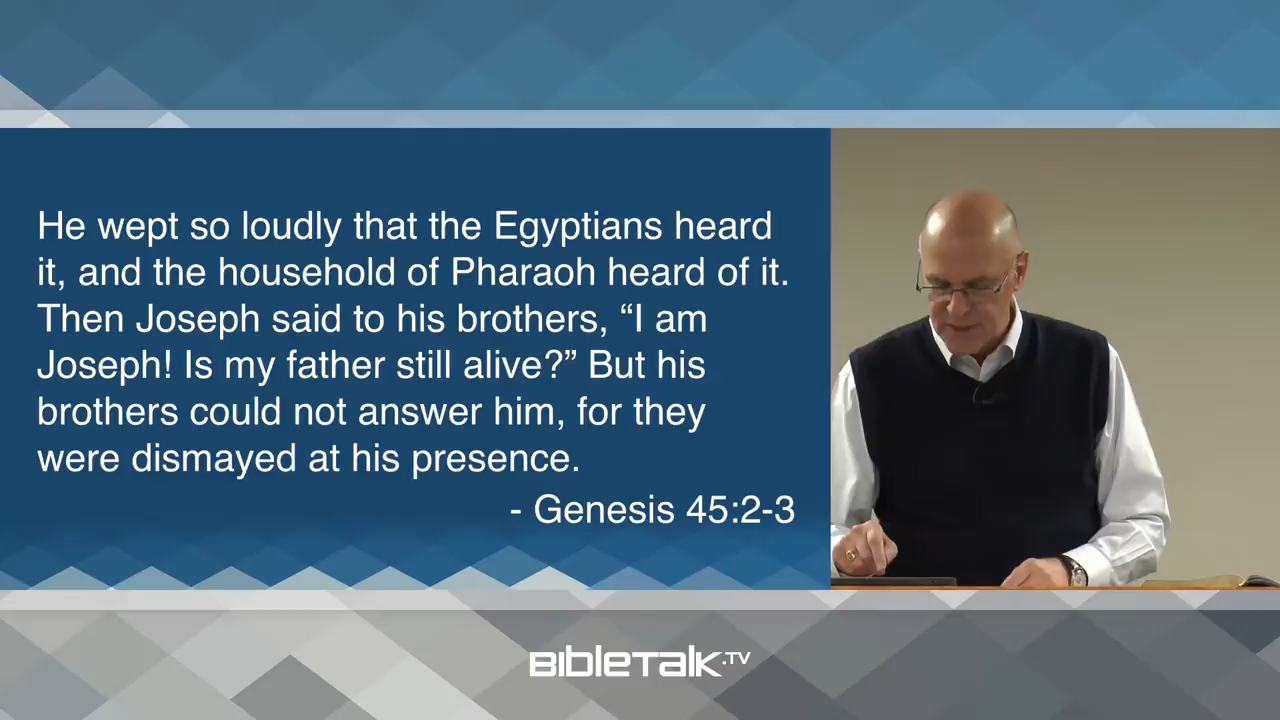 He wept so loudly that the Egyptians heard
it, and the household of Pharaoh heard of it.
Then Joseph said to his brothers, “I am
Joseph! Is my father still alive?” But his
brothers could not answer him, for they
were dismayed at his presence.
- Genesis 45:2-3
BIBLETALK.TV